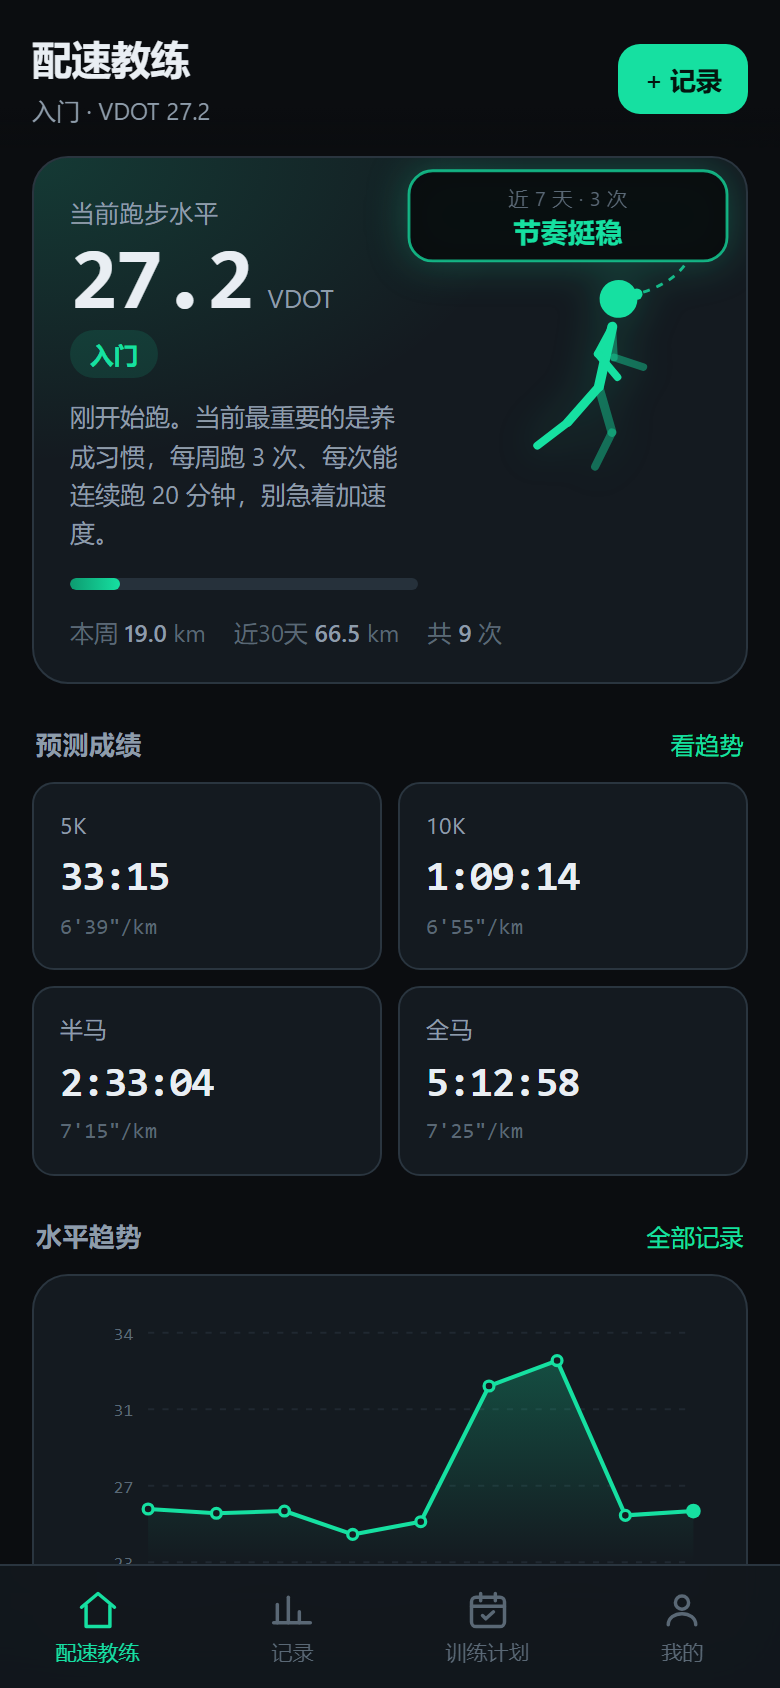 配速教练
入门 · VDOT 27.2
+ 记录
当前跑步水平
近 7 天 · 3 次
节奏挺稳
27.2 VDOT
入门
刚开始跑。当前最重要的是养
成习惯，每周跑 3 次、每次能
连续跑 20 分钟，别急着加速
度。
本周 19.0 km 近30天 66.5 km 共 9 次
预测成绩
看趋势
5K
33:15
6'39"/km
10K
1:09:14
6'55"/km
半马
2:33:04
7'15"/km
全马
5:12:58
7'25"/km
水平趋势
全部记录
34
31
27
23
配速教练
记录
训练计划
我的